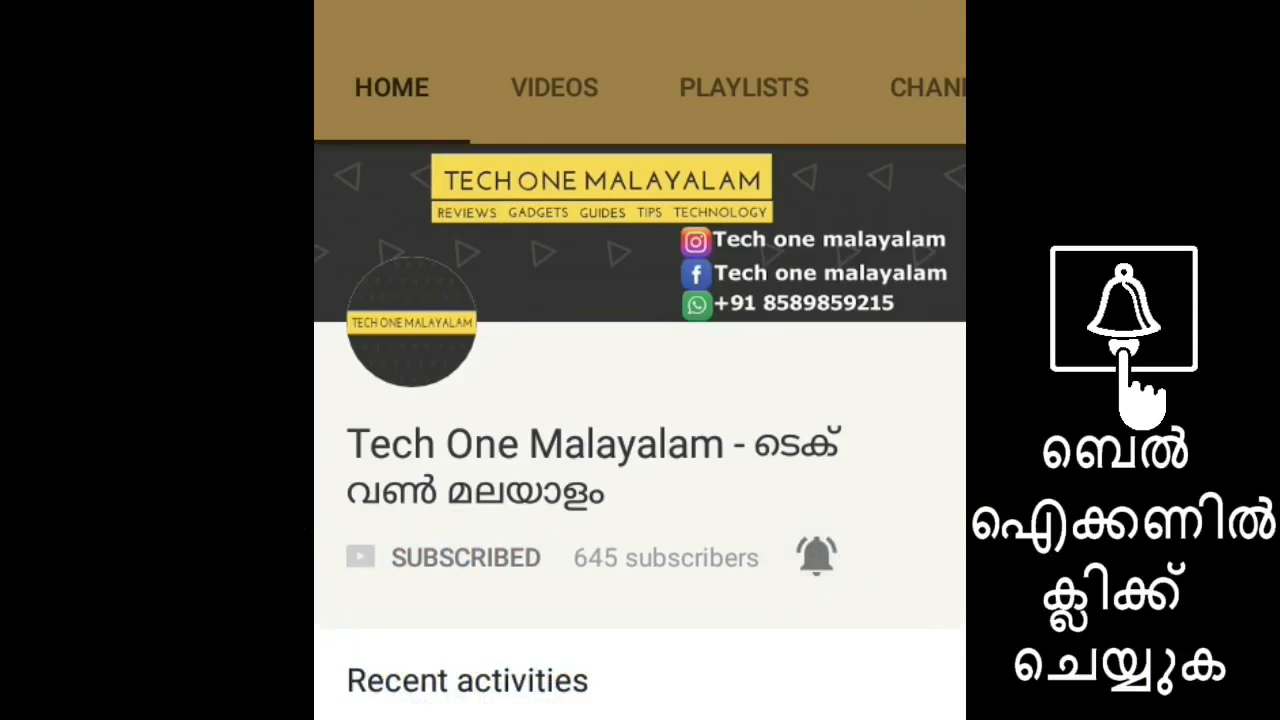 HOME VIDEOS PLAYLISTS CHANI
TECH ONE MALAYALAM
REVIEWS GADGETS GUIDES TIPS TECHNOLOGY
Tech one malayalam
Tech one malayalam
+91 8589859215
TECH ONE MALAYALAM
Tech One Malayalam - ടെക്
വൺ മലയാളം
SUBSCRIBED 645 subscribers
Recent activities
ബെൽ
ഐക്കണിൽ
ക്ലിക്ക്
ചെയ്യുക